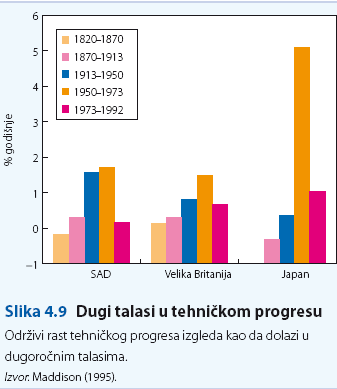 6
5
4
3
2
1
0
–1
% godišnje
1820–1870
1870–1913
1913–1950
1950–1973
1973–1992
SAD
Velika Britanija
Japan
Slika 4.9 Dugi talasi u tehničkom progresu
Održivi rast tehničkog progresa izgleda kao da dolazi u
dugoročnim talasima.
Izvor: Maddison (1995).